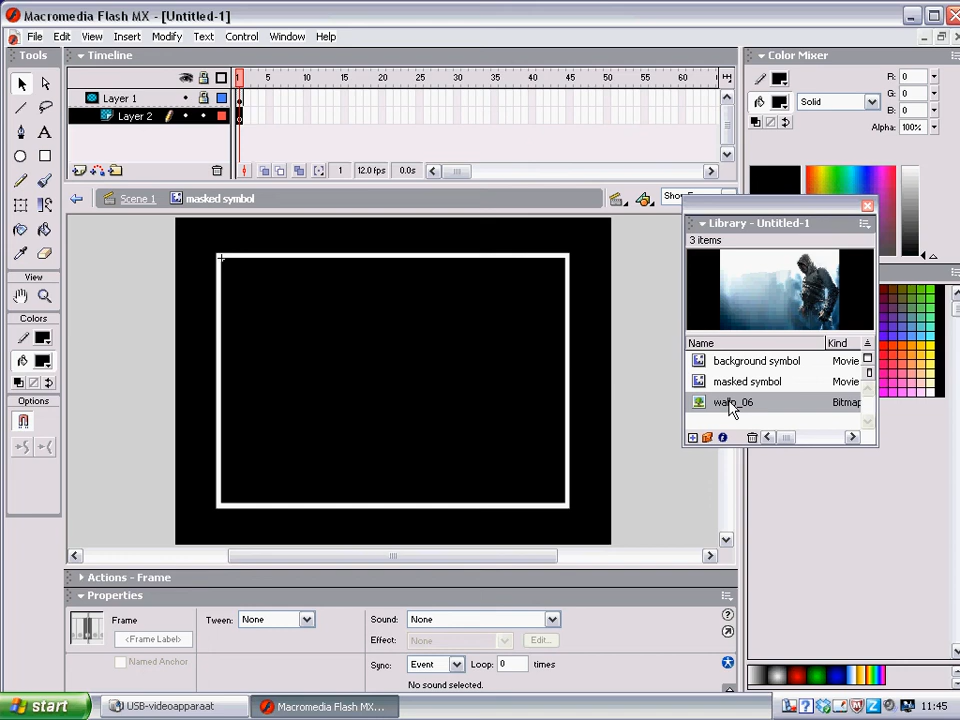 Macromedia Flash MX - [Untitled-1]
File Edit View Insert Modify Text Control Window Help
Tools
Timeline
Color Mixer
1 5 10 15 20 25 30 35 40 45 50 55 60
R: 0
Layer 1
Solid
G: 0
Layer 2
B: 0
Alpha: 100%
1 12.0 fps 0.0s
Scene 1 masked symbol
Library - Untitled-1
3 items
View
Colors
Name Kind
background symbol Movie
masked symbol Movie
Bitmap
Options
Actions - Frame
Properties
Frame Tween: None Sound: None
<Frame Label> Effect: None Edit...
Named Anchor Sync: Event Loop: 0 times
No sound selected.
start USB-videoapparaat Macromedia Flash MX... 11:45